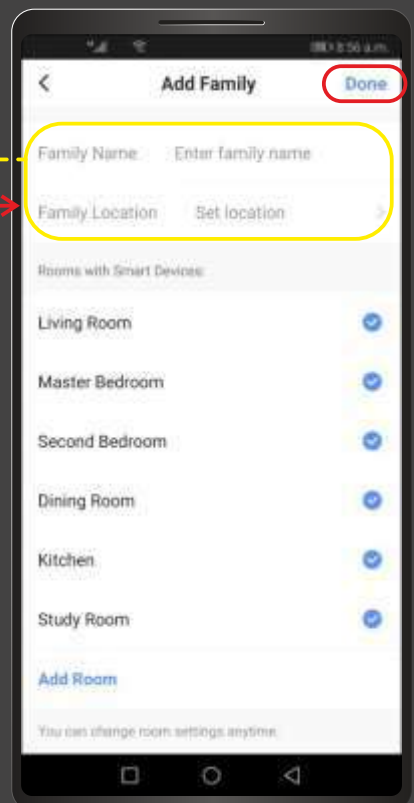 8:56 a.m.
Add Family
Done
Family Name Enter family name
Family Location Set location
Rooms with Smart Devices:
Living Room
Master Bedroom
Second Bedroom
Dining Room
Kitchen
Study Room
Add Room
You can change room settings anytime.